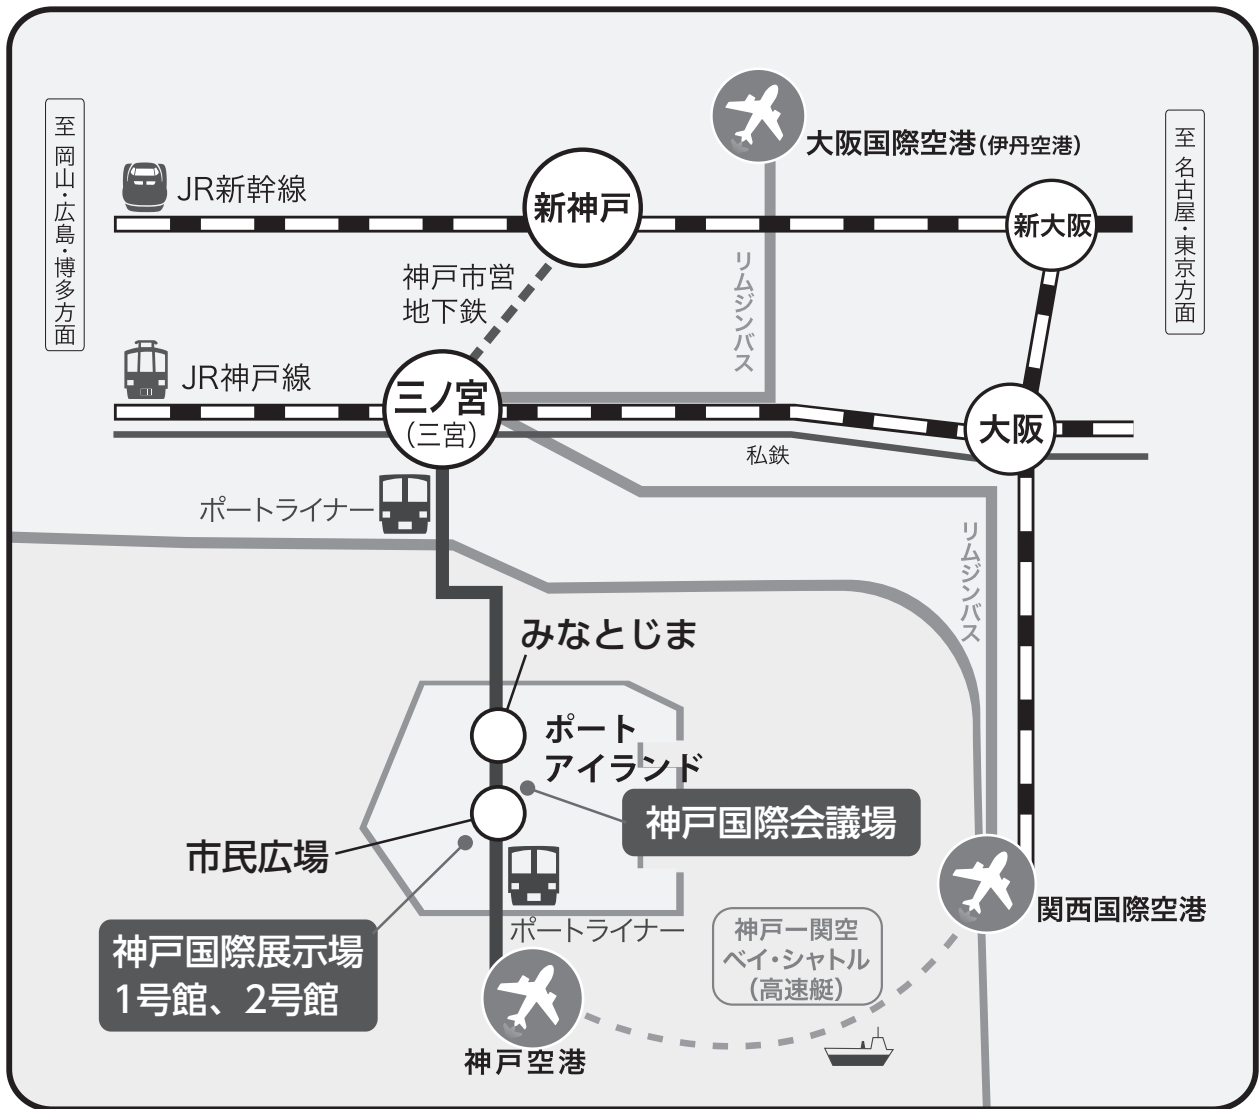 至 岡山・広島・博多方面
大阪国際空港(伊丹空港)
至 名古屋・東京方面
JR新幹線
新神戸
新大阪
神戸市営
地下鉄
リムジンバス
JR神戸線
三ノ宮
(三宮)
大阪
私鉄
ポートライナー
リムジンバス
みなとじま
ポート
アイランド
神戸国際会議場
市民広場
関西国際空港
神戸国際展示場
1号館、2号館
ポートライナー
神戸ー関空
ベイ・シャトル
(高速艇)
神戸空港